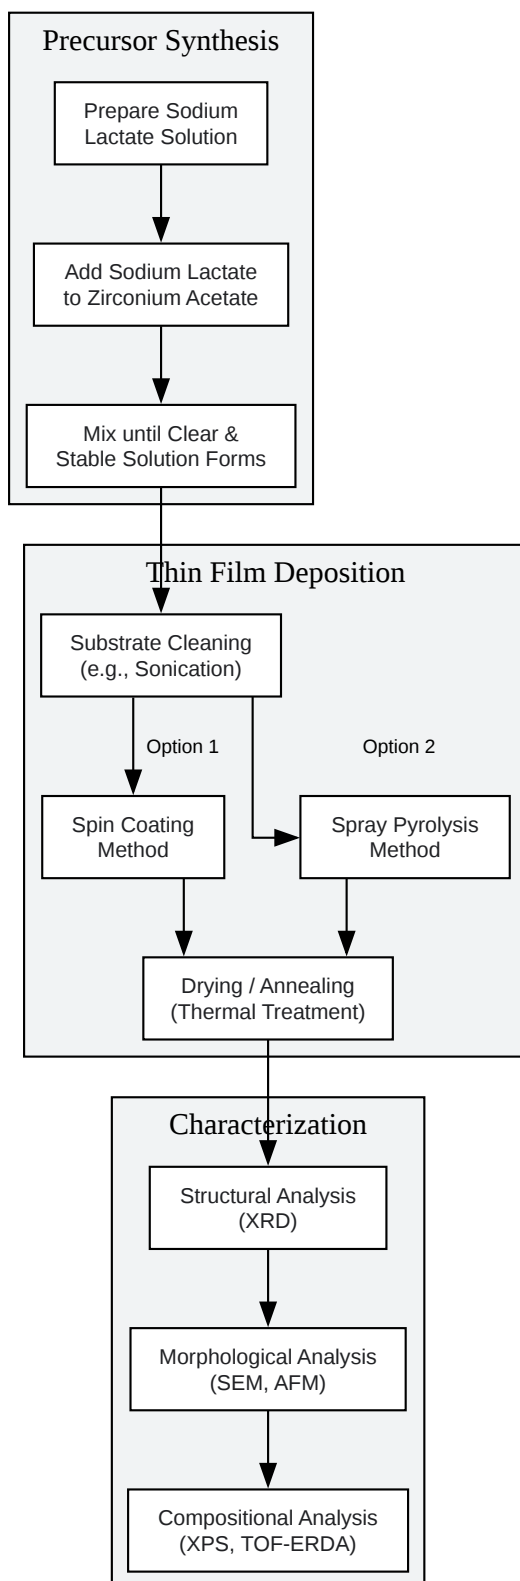 Precursor Synthesis
Prepare Sodium
Lactate Solution
Add Sodium Lactate
to Zirconium Acetate
Mix until Clear &
Stable Solution Forms
Thin Film Deposition
Substrate Cleaning
(e.g., Sonication)
Option 1
Option 2
Spin Coating
Method
Spray Pyrolysis
Method
Drying / Annealing
(Thermal Treatment)
Characterization
Structural Analysis
(XRD)
Morphological Analysis
(SEM, AFM)
Compositional Analysis
(XPS, TOF-ERDA)